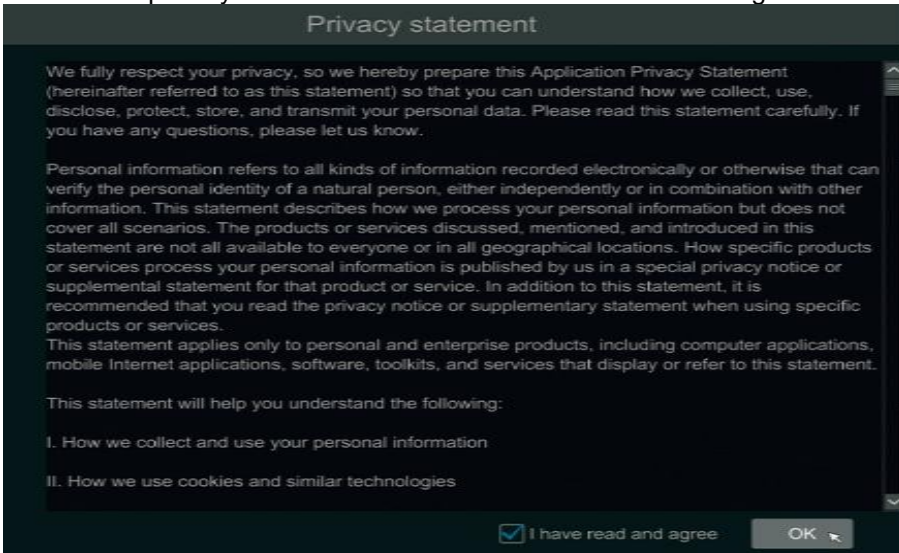 Privacy statement
We fully respect your privacy, so we hereby prepare this Application Privacy Statement
(hereinafter referred to as this statement) so that you can understand how we collect, use,
disclose, protect, store, and transmit your personal data. Please read this statement carefully. If
you have any questions, please let us know.
Personal information refers to all kinds of information recorded electronically or otherwise that can
verify the personal identity of a natural person, either independently or in combination with other
information. This statement describes how we process your personal information but does not
cover all scenarios. The products or services discussed, mentioned, and introduced in this
statement are not all available to everyone or in all geographical locations. How specific products
or services process your personal information is published by us in a special privacy notice or
supplemental statement for that product or service. In addition to this statement, it is
recommended that you read the privacy notice or supplementary statement when using specific
products or services.
This statement applies only to personal and enterprise products, including computer applications,
mobile Internet applications, software, toolkits, and services that display or refer to this statement.
This statement will help you understand the following:
I. How we collect and use your personal information
II. How we use cookies and similar technologies
I have read and agree OK